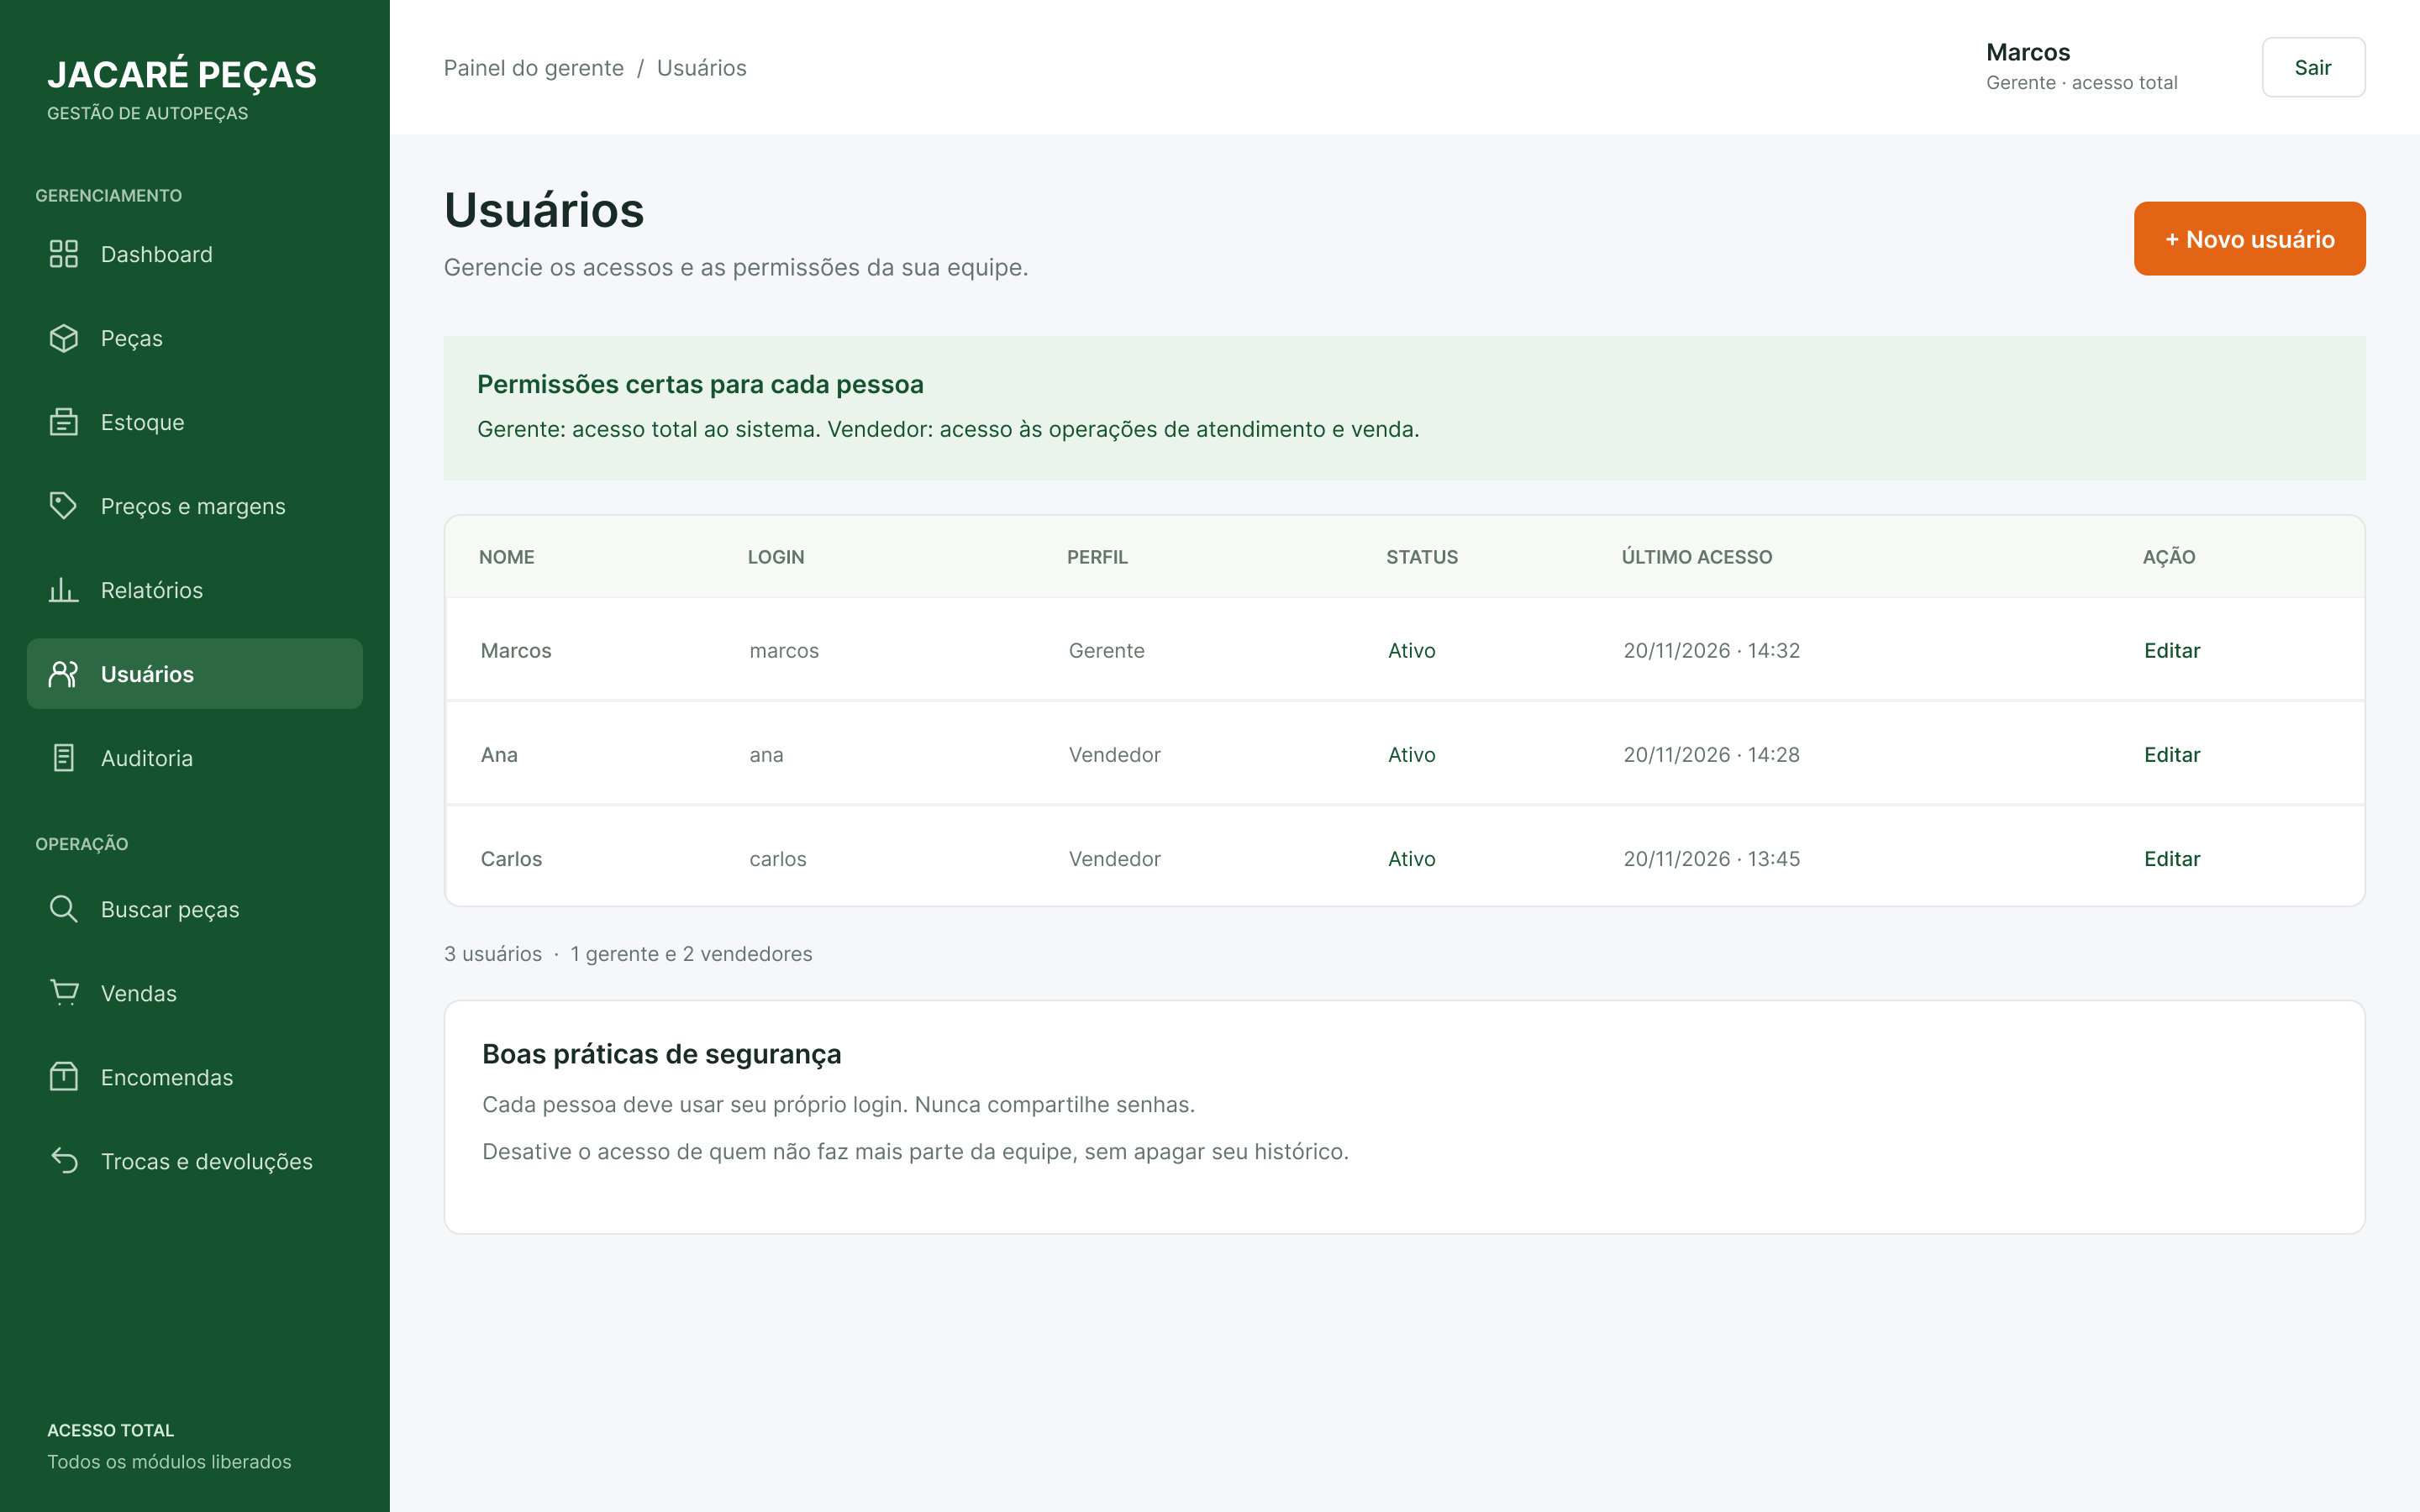 JACARÉ PEÇAS
GESTÃO DE AUTOPEÇAS
GERENCIAMENTO
Dashboard
Peças
Estoque
Preços e margens
Relatórios
Usuários
Auditoria
OPERAÇÃO
Buscar peças
Vendas
Encomendas
Trocas e devoluções
ACESSO TOTAL
Todos os módulos liberados
Painel do gerente / Usuários
Marcos
Gerente · acesso total
Sair
Usuários
Gerencie os acessos e as permissões da sua equipe.
+ Novo usuário
Permissões certas para cada pessoa
Gerente: acesso total ao sistema. Vendedor: acesso às operações de atendimento e venda.
NOME LOGIN PERFIL STATUS ÚLTIMO ACESSO AÇÃO
Marcos marcos Gerente Ativo 20/11/2026 · 14:32 Editar
Ana ana Vendedor Ativo 20/11/2026 · 14:28 Editar
Carlos carlos Vendedor Ativo 20/11/2026 · 13:45 Editar
3 usuários · 1 gerente e 2 vendedores
Boas práticas de segurança
Cada pessoa deve usar seu próprio login. Nunca compartilhe senhas.
Desative o acesso de quem não faz mais parte da equipe, sem apagar seu histórico.